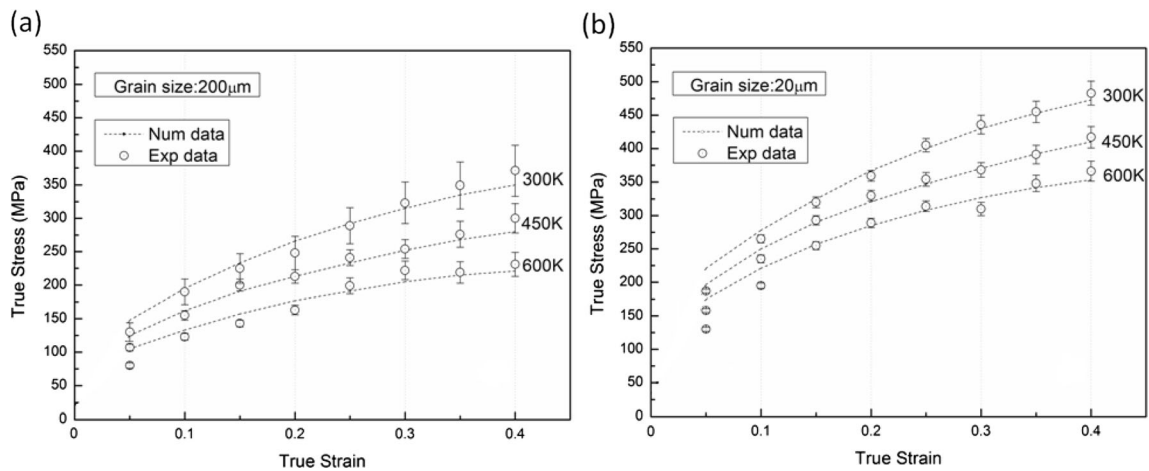 (a)
550
500
450
400
350
300
250
200
150
100
50
0
True Stress (MPa)
Grain size:200μm
Num data
Exp data
300K
450K
600K
0
0.1
0.2
0.3
0.4
True Strain
(b)
550
500
450
400
350
300
250
200
150
100
50
0
True Stress (MPa)
Grain size:20μm
Num data
Exp data
300K
450K
600K
0
0.1
0.2
0.3
0.4
True Strain